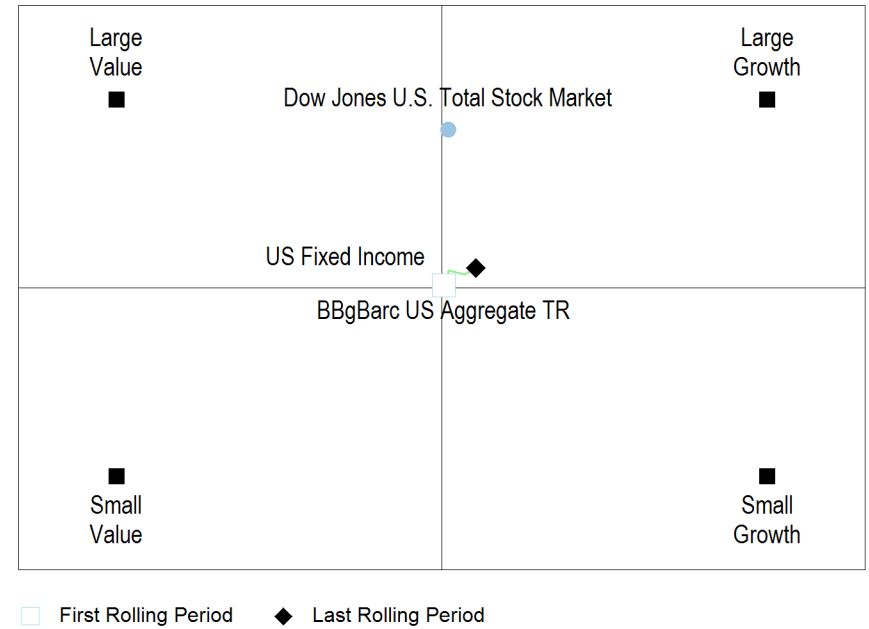 Large
Value
Large
Growth
Dow Jones U.S. Total Stock Market
US Fixed Income
BBgBarc US Aggregate TR
Small
Value
Small
Growth
First Rolling Period
Last Rolling Period